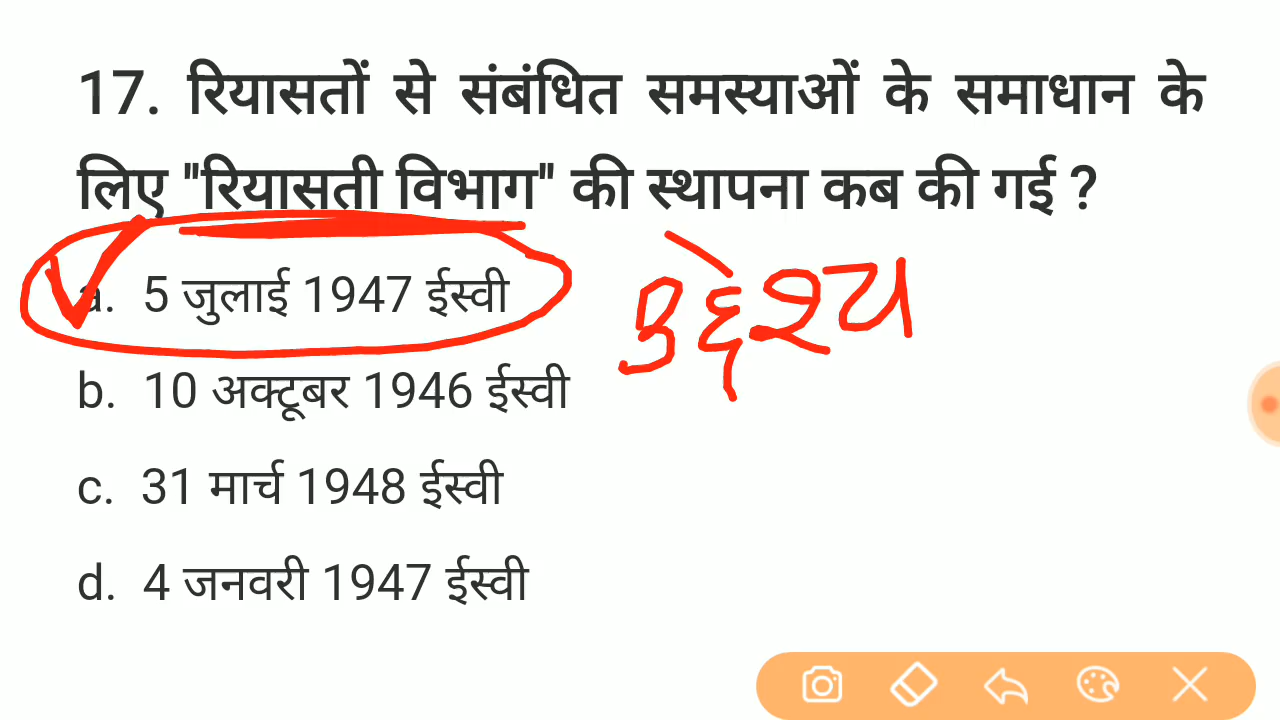 17. रियासतों से संबंधित समस्याओं के समाधान के
लिए "रियासती विभाग" की स्थापना कब की गई ?
a. 5 जुलाई 1947 ईस्वी
उद्देश्य
b. 10 अक्टूबर 1946 ईस्वी
c. 31 मार्च 1948 ईस्वी
d. 4 जनवरी 1947 ईस्वी